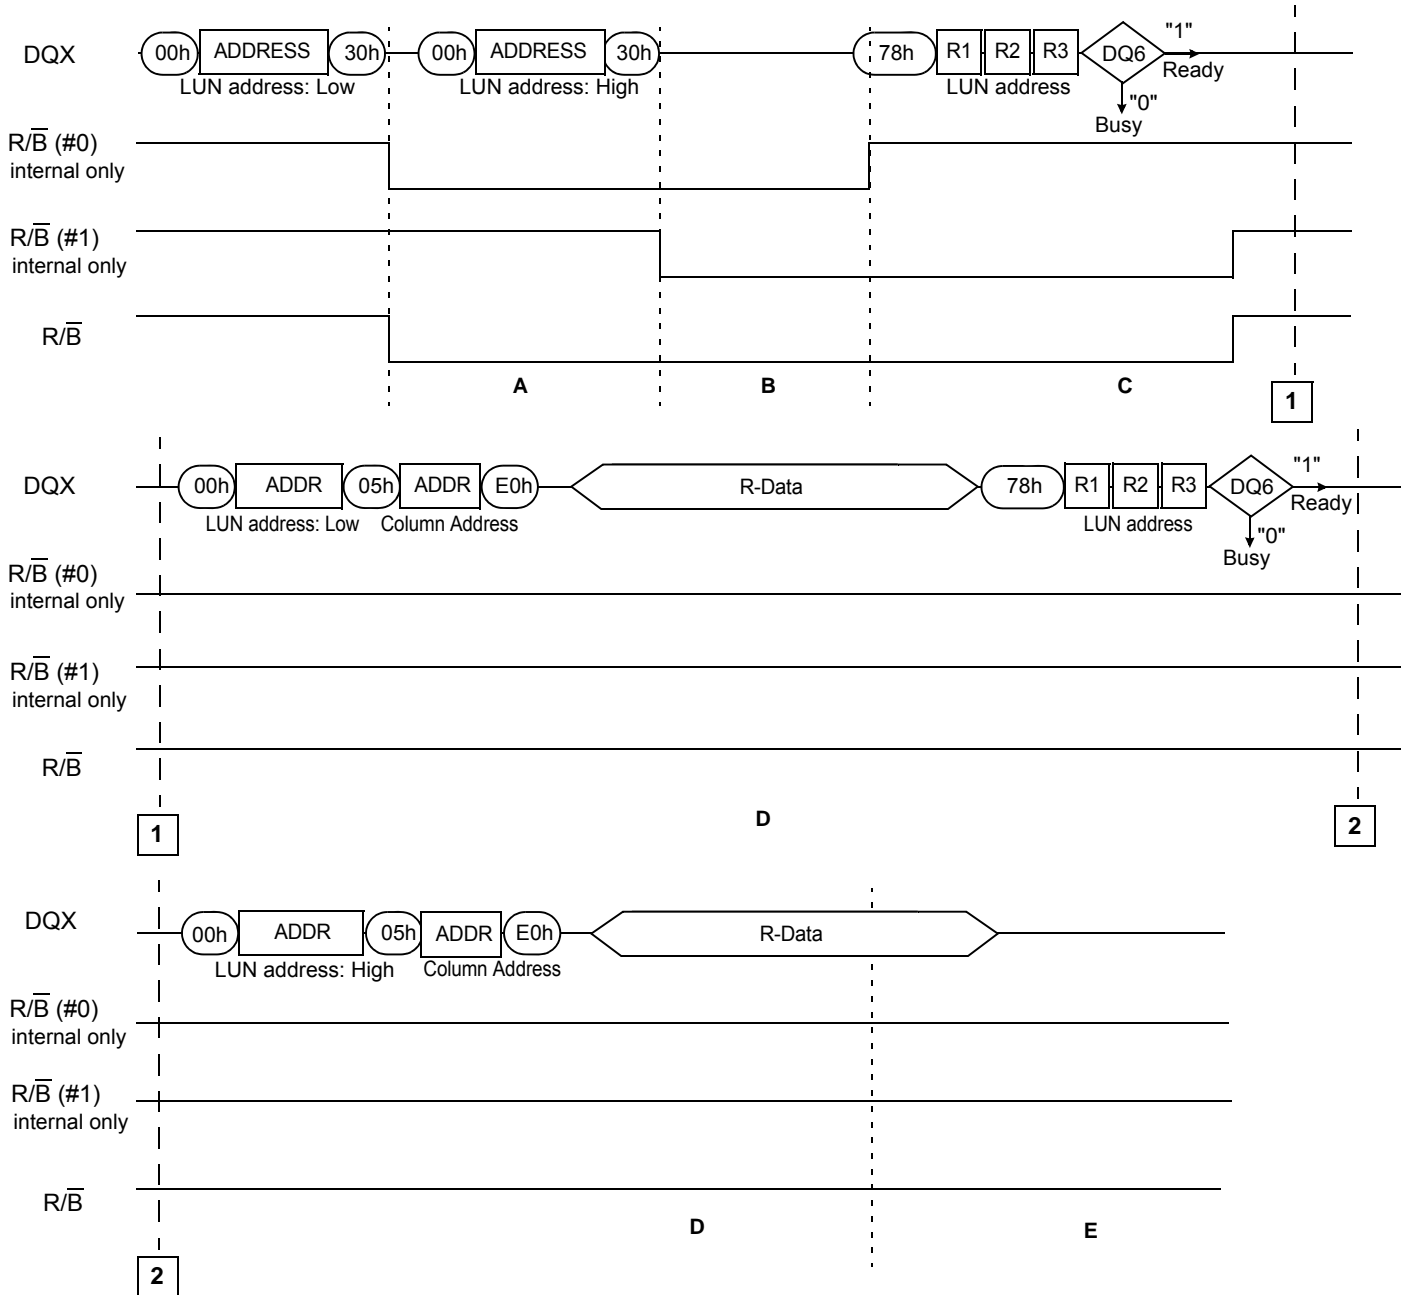 DQX 00h ADDRESS 30h 00h ADDRESS 30h 78h R1 R2 R3 DQ6 "1" Ready
LUN address: Low LUN address: High LUN address "0" Busy
R/B̅ (#0)
internal only
R/B̅ (#1)
internal only
R/B̅
A B C 1
DQX 00h ADDR 05h ADDR E0h R-Data 78h R1 R2 R3 DQ6 "1" Ready
LUN address: Low Column Address LUN address "0" Busy
R/B̅ (#0)
internal only
R/B̅ (#1)
internal only
R/B̅
1 D 2
DQX 00h ADDR 05h ADDR E0h R-Data
LUN address: High Column Address
R/B̅ (#0)
internal only
R/B̅ (#1)
internal only
R/B̅
D E
2